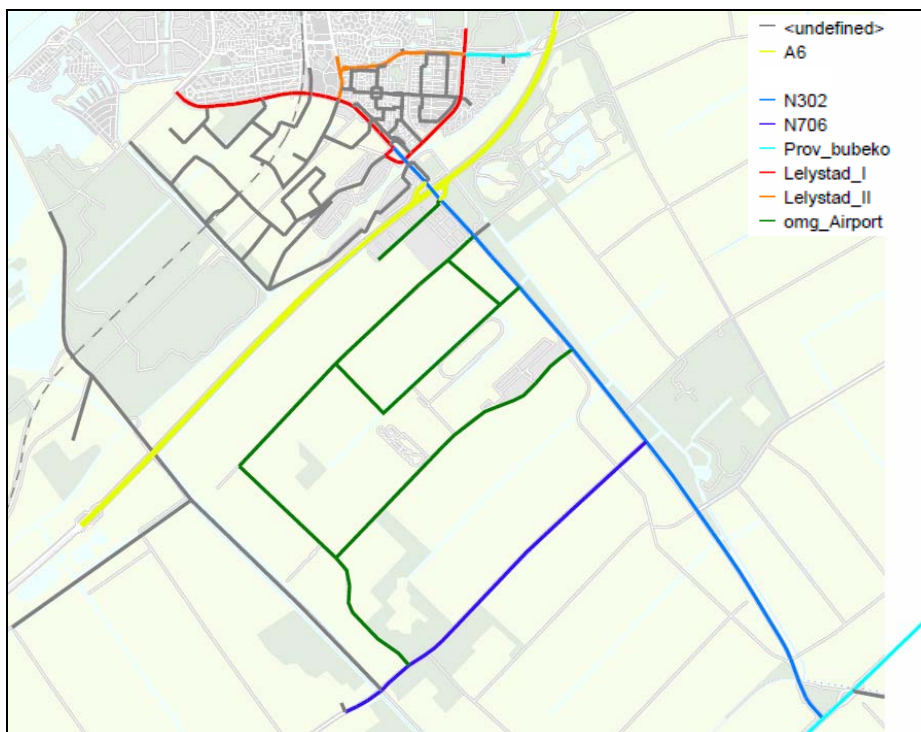 <undefined>
A6
N302
N706
Prov_bubeko
Lelystad_I
Lelystad_II
omg_Airport